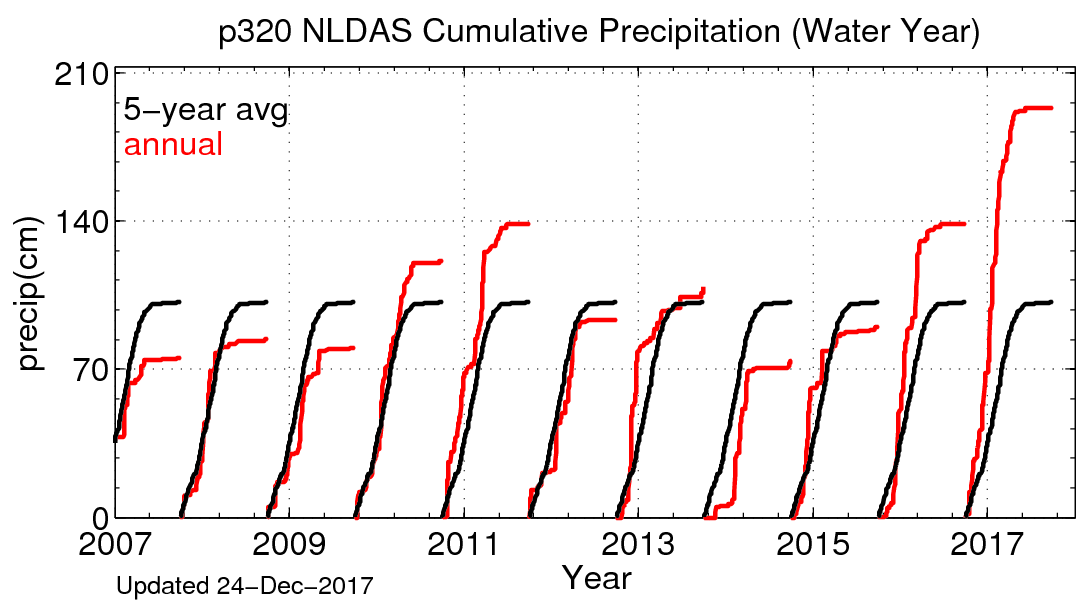 p320 NLDAS Cumulative Precipitation (Water Year)
210
5−year avg
annual
140
precip(cm)
70
0
2007 2009 2011 2013 2015 2017
Year
Updated 24−Dec−2017